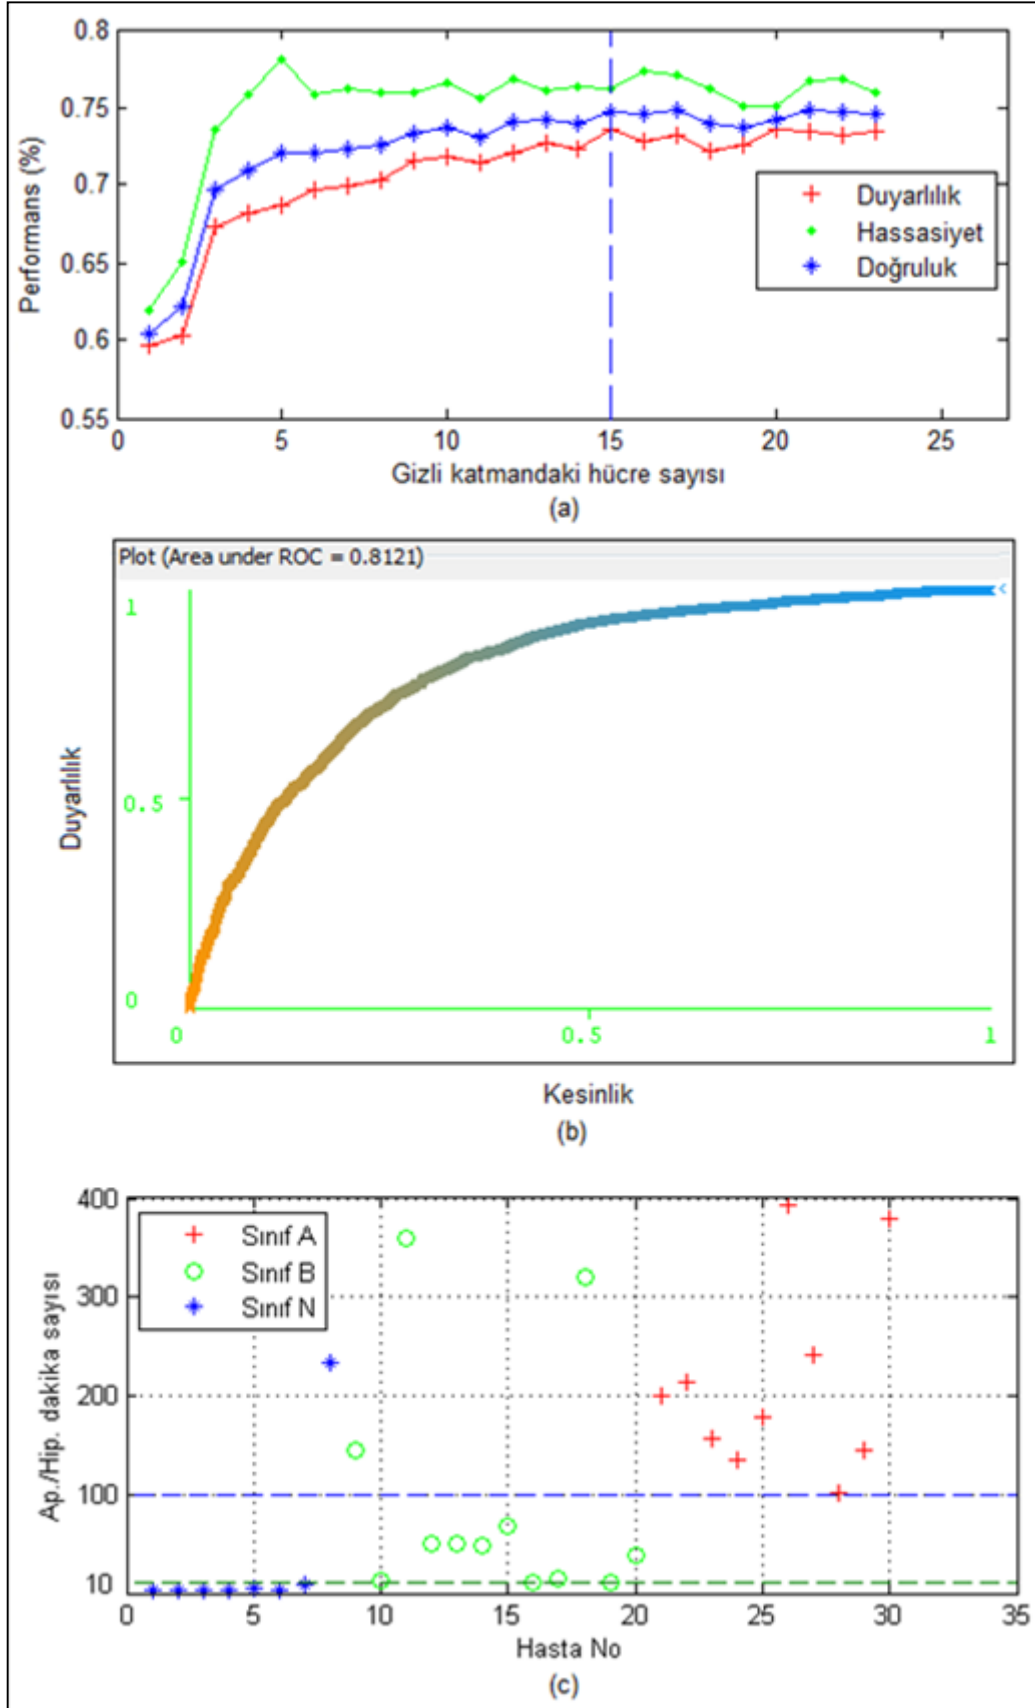 0.8
0.75
0.7
0.65
0.6
0.55
Performans (%)
Duyarlılık
Hassasiyet
Doğruluk
0 5 10 15 20 25
Gizli katmandaki hücre sayısı
(a)
Plot (Area under ROC = 0.8121)
1
0.5
0
Duyarlılık
0 0.5 1
Kesinlik
(b)
400
300
200
100
10
Ap./Hip. dakika sayısı
Sınıf A
Sınıf B
Sınıf N
0 5 10 15 20 25 30 35
Hasta No
(c)